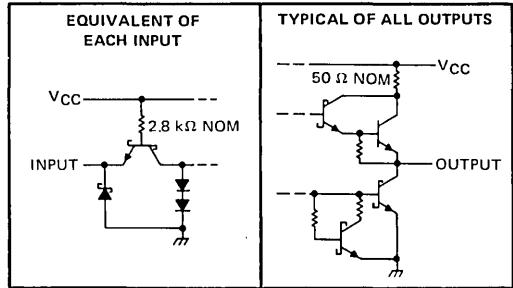 EQUIVALENT OF
EACH INPUT
VCC
2.8 kΩ NOM
INPUT
TYPICAL OF ALL OUTPUTS
VCC
50 Ω NOM
OUTPUT